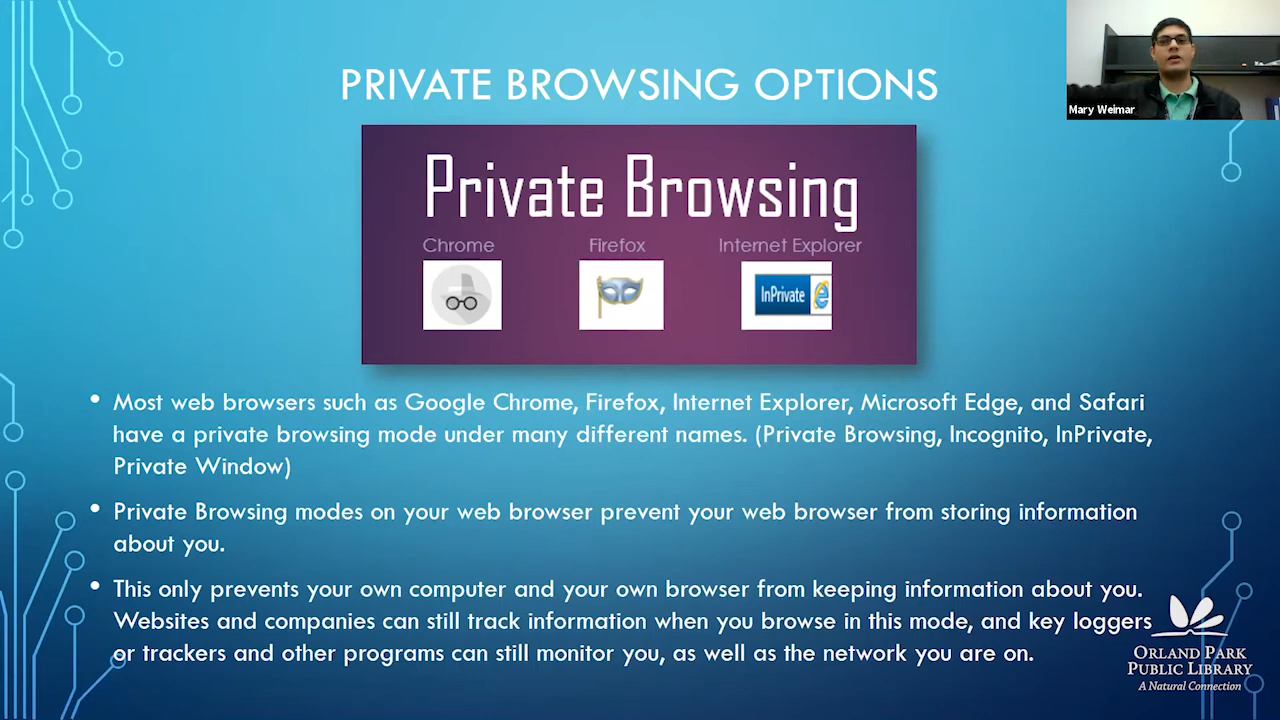 PRIVATE BROWSING OPTIONS
Mary Weimar
Private Browsing
Chrome Firefox Internet Explorer
InPrivate
• Most web browsers such as Google Chrome, Firefox, Internet Explorer, Microsoft Edge, and Safari
have a private browsing mode under many different names. (Private Browsing, Incognito, InPrivate,
Private Window)
• Private Browsing modes on your web browser prevent your web browser from storing information
about you.
• This only prevents your own computer and your own browser from keeping information about you.
Websites and companies can still track information when you browse in this mode, and key loggers
or trackers and other programs can still monitor you, as well as the network you are on.
ORLAND PARK
PUBLIC LIBRARY
A Natural Connection